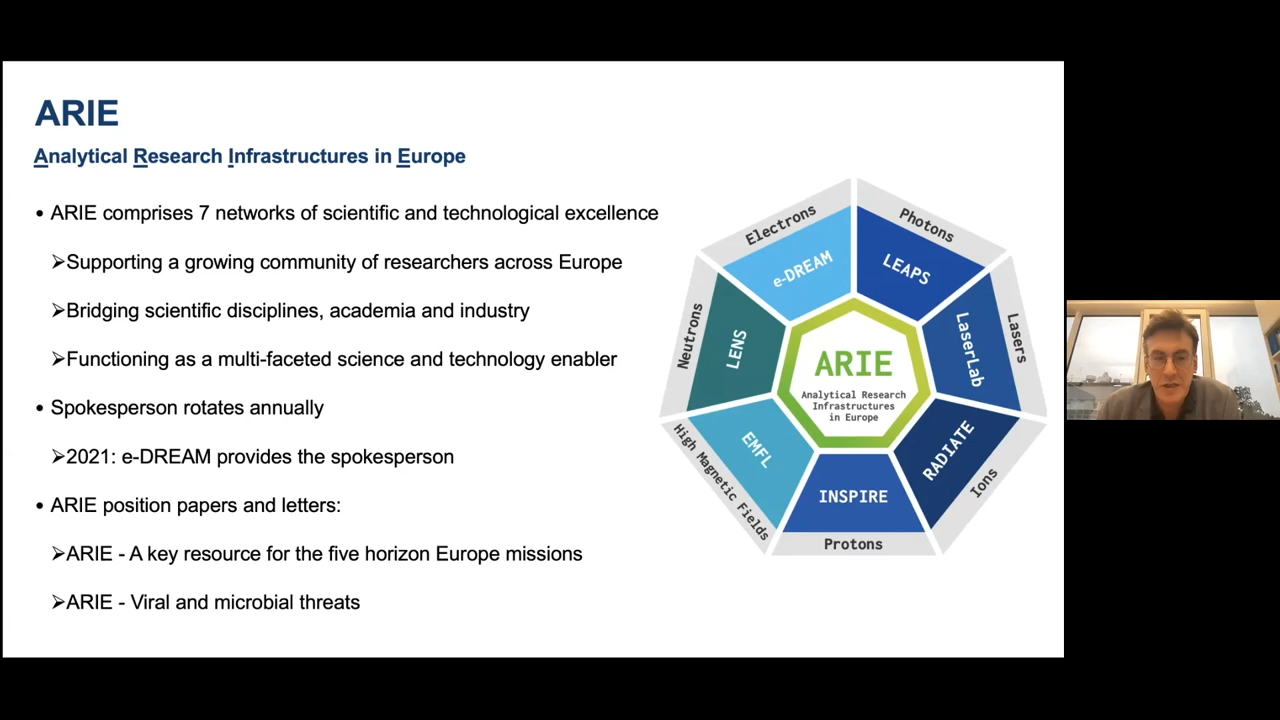 ARIE
Analytical Research Infrastructures in Europe
• ARIE comprises 7 networks of scientific and technological excellence
➢Supporting a growing community of researchers across Europe
➢Bridging scientific disciplines, academia and industry
➢Functioning as a multi-faceted science and technology enabler
• Spokesperson rotates annually
➢2021: e-DREAM provides the spokesperson
• ARIE position papers and letters:
➢ARIE - A key resource for the five horizon Europe missions
➢ARIE - Viral and microbial threats
Electrons
e-DREAM
Photons
LEAPS
Lasers
LaserLab
Ions
RADIATE
Protons
INSPIRE
High Magnetic Fields
EMFL
Neutrons
LENS
ARIE
Analytical Research
Infrastructures
in Europe